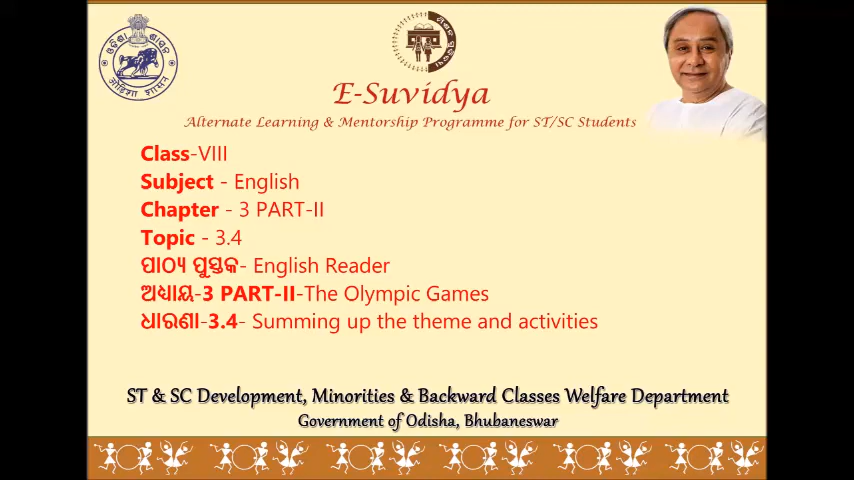 E-Suvidya
Alternate Learning & Mentorship Programme for ST/SC Students
Class-VIII
Subject - English
Chapter - 3 PART-II
Topic - 3.4
ପାଠ୍ୟ ପୁସ୍ତକ- English Reader
ଅଧ୍ୟାୟ-3 PART-II-The Olympic Games
ଧାରଣା-3.4- Summing up the theme and activities
ST & SC Development, Minorities & Backward Classes Welfare Department
Government of Odisha, Bhubaneswar